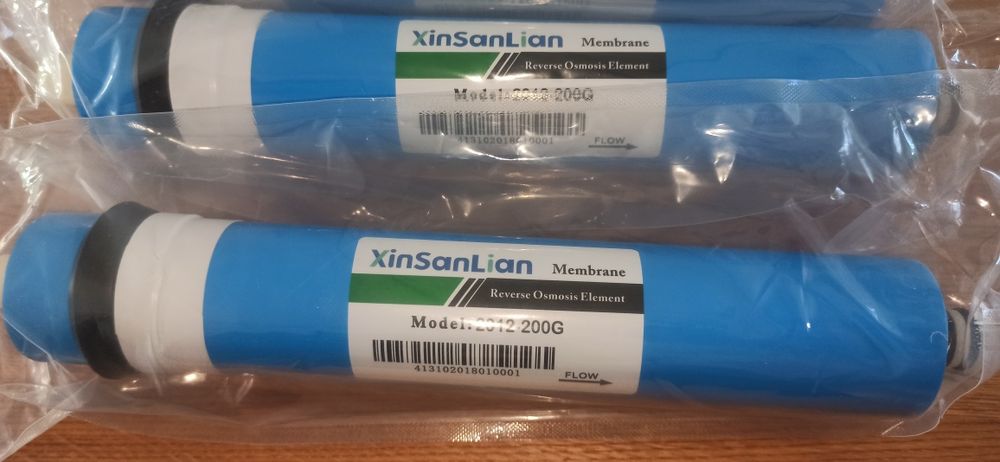 XinSanLian Membrane
Reverse Osmosis Element
Model:2012-200G
413102018010001
FLOW
XinSanLian Membrane
Reverse Osmosis Element
Model:2012-200G
413102018010001
FLOW